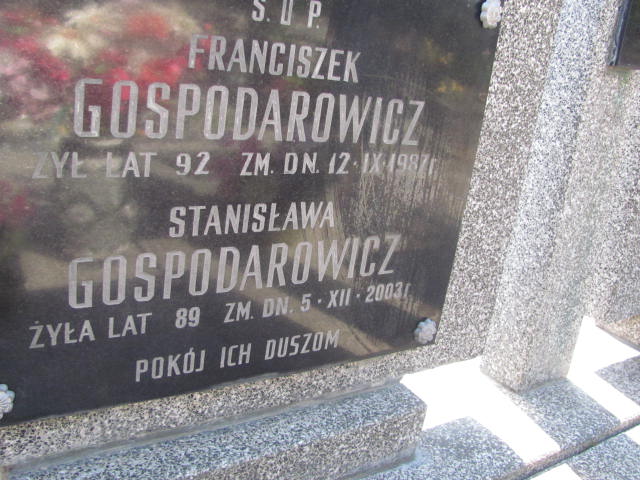 Ś. O P.
FRANCISZEK
GOSPODAROWICZ
ŻYŁ LAT 92 ZM. DN. 12·IX·1987r.
STANISŁAWA
GOSPODAROWICZ
ŻYŁA LAT 89 ZM. DN. 5·XII·2003r.
POKÓJ ICH DUSZOM